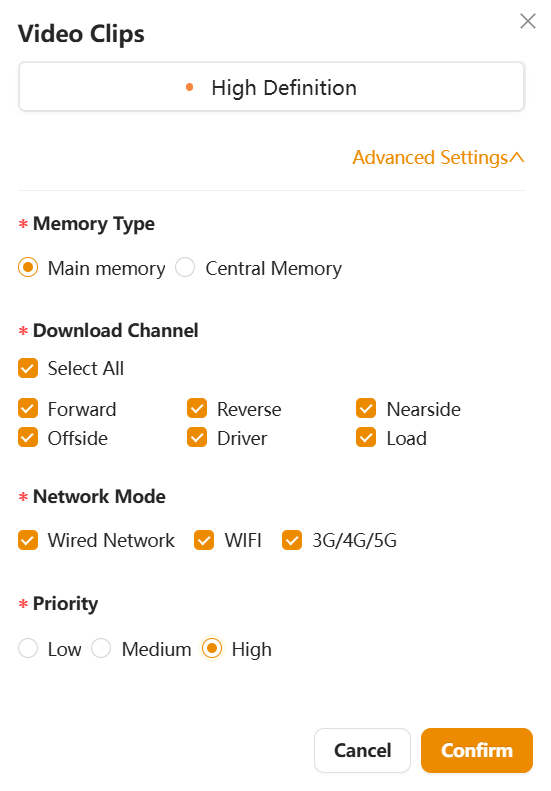 Video Clips
High Definition
Advanced Settings
* Memory Type
Main memory Central Memory
* Download Channel
Select All
Forward Reverse Nearside
Offside Driver Load
* Network Mode
Wired Network WIFI 3G/4G/5G
* Priority
Low Medium High
Cancel Confirm